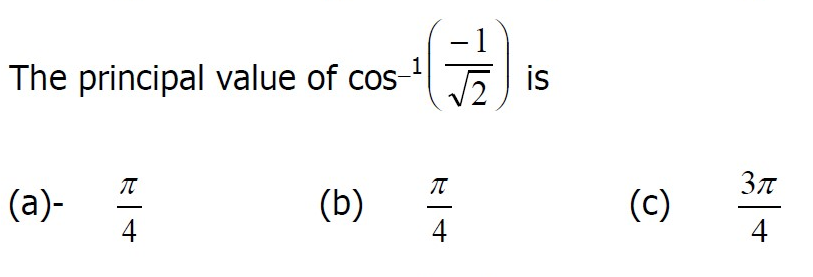 The principal value of cos⁻¹(−1/√2) is
(a)- π/4 (b) π/4 (c) 3π/4